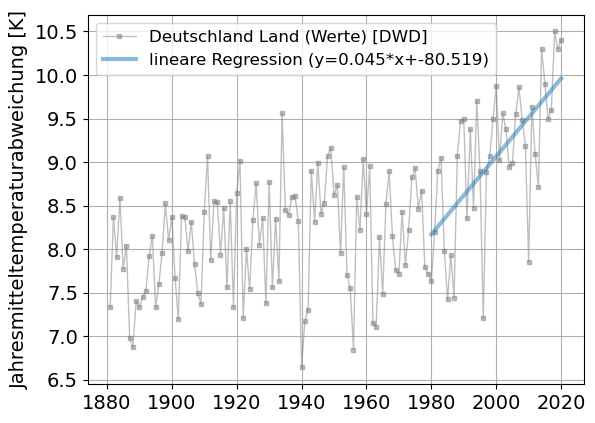 Jahresmitteltemperaturabweichung [K]
Deutschland Land (Werte) [DWD]
lineare Regression (y=0.045*x+-80.519)
10.5
10.0
9.5
9.0
8.5
8.0
7.5
7.0
6.5
1880 1900 1920 1940 1960 1980 2000 2020